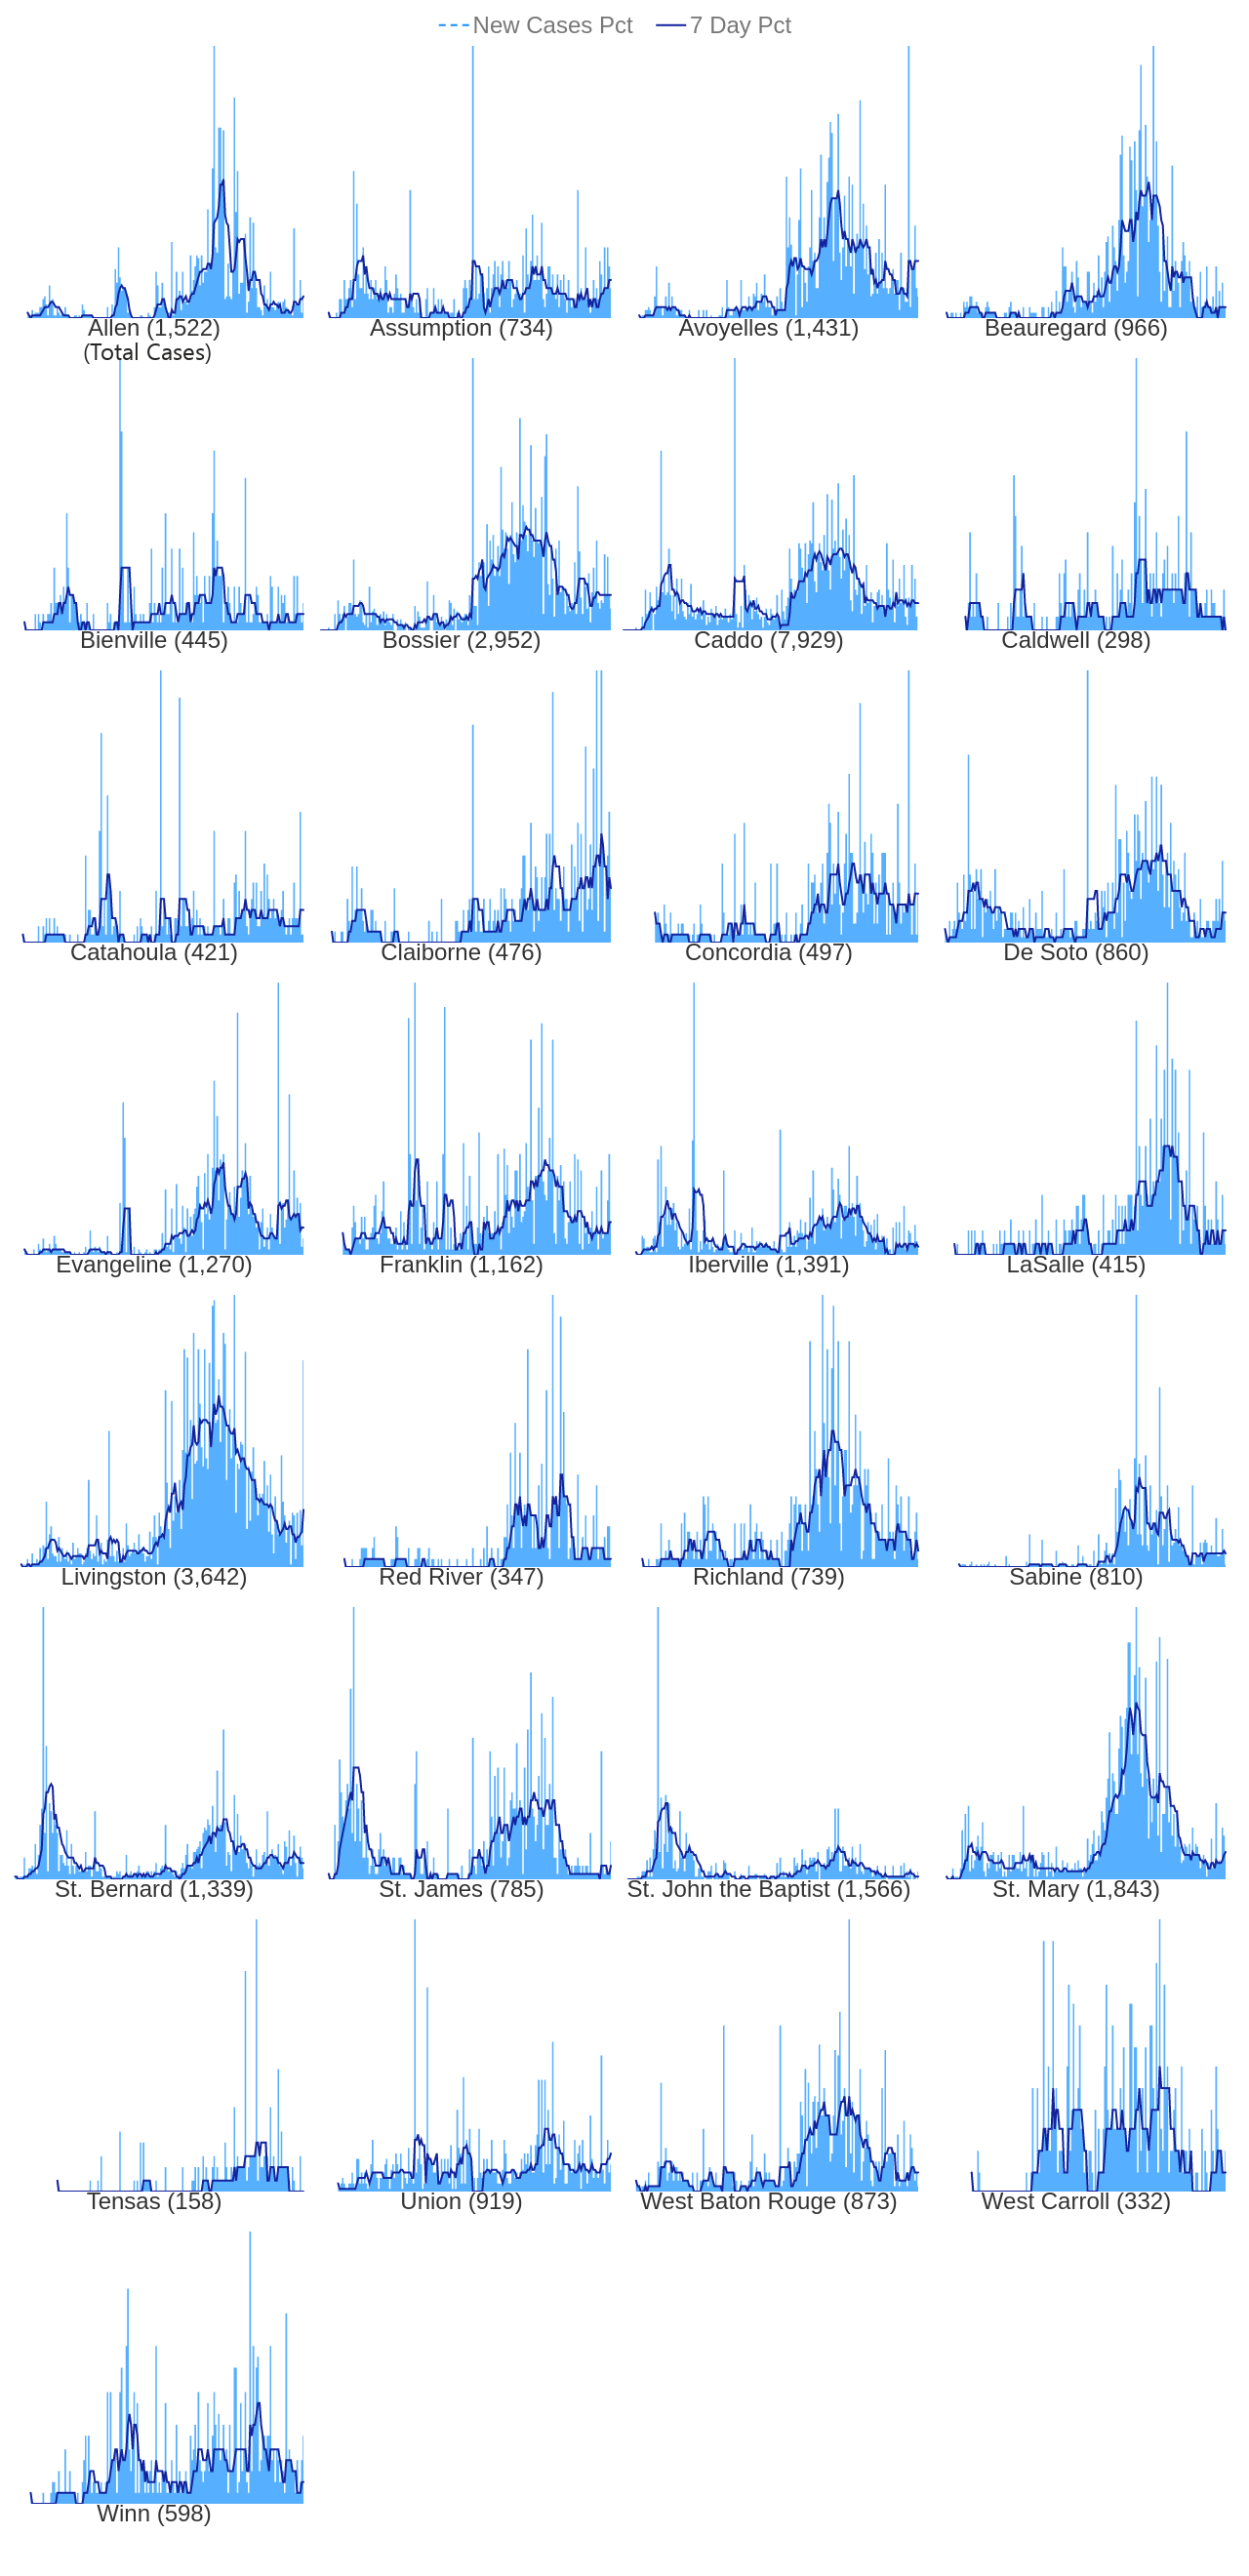 New Cases Pct 7 Day Pct
Allen (1,522) Assumption (734) Avoyelles (1,431) Beauregard (966)
(Total Cases)
Bienville (445) Bossier (2,952) Caddo (7,929) Caldwell (298)
Catahoula (421) Claiborne (476) Concordia (497) De Soto (860)
Evangeline (1,270) Franklin (1,162) Iberville (1,391) LaSalle (415)
Livingston (3,642) Red River (347) Richland (739) Sabine (810)
St. Bernard (1,339) St. James (785) St. John the Baptist (1,566) St. Mary (1,843)
Tensas (158) Union (919) West Baton Rouge (873) West Carroll (332)
Winn (598)